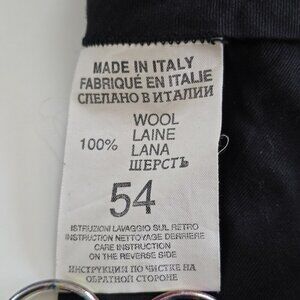 MADE IN ITALY
FABRIQUÉ EN ITALIE
СДЕЛАНО В ИТАЛИИ
WOOL
LAINE
100% LANA
ШЕРСТЬ
54
ISTRUZIONI LAVAGGIO SUL RETRO
INSTRUCTION NETTOYAGE DERRIERE
CARE INSTRUCTION
ON THE REVERSE SIDE
ИНСТРУКЦИИ ПО ЧИСТКЕ НА
ОБРАТНОЙ СТОРОНЕ